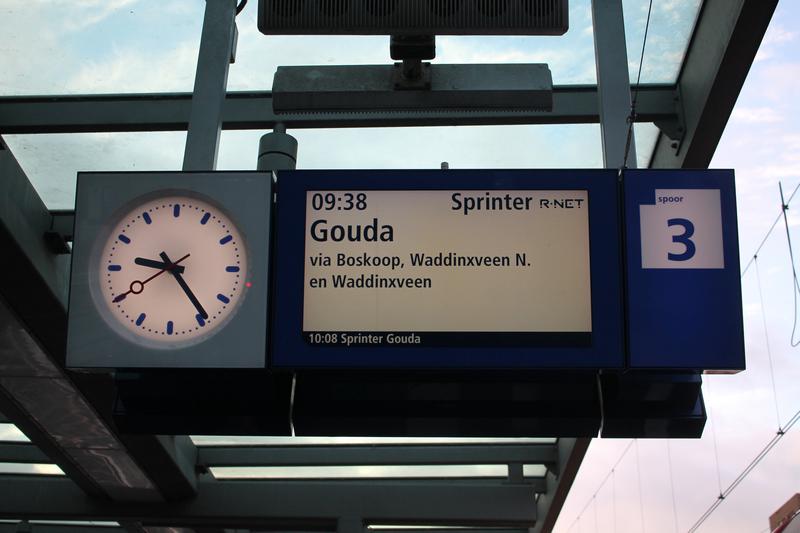 09:38 Sprinter R-NET
Gouda
via Boskoop, Waddinxveen N.
en Waddinxveen
10:08 Sprinter Gouda
spoor
3